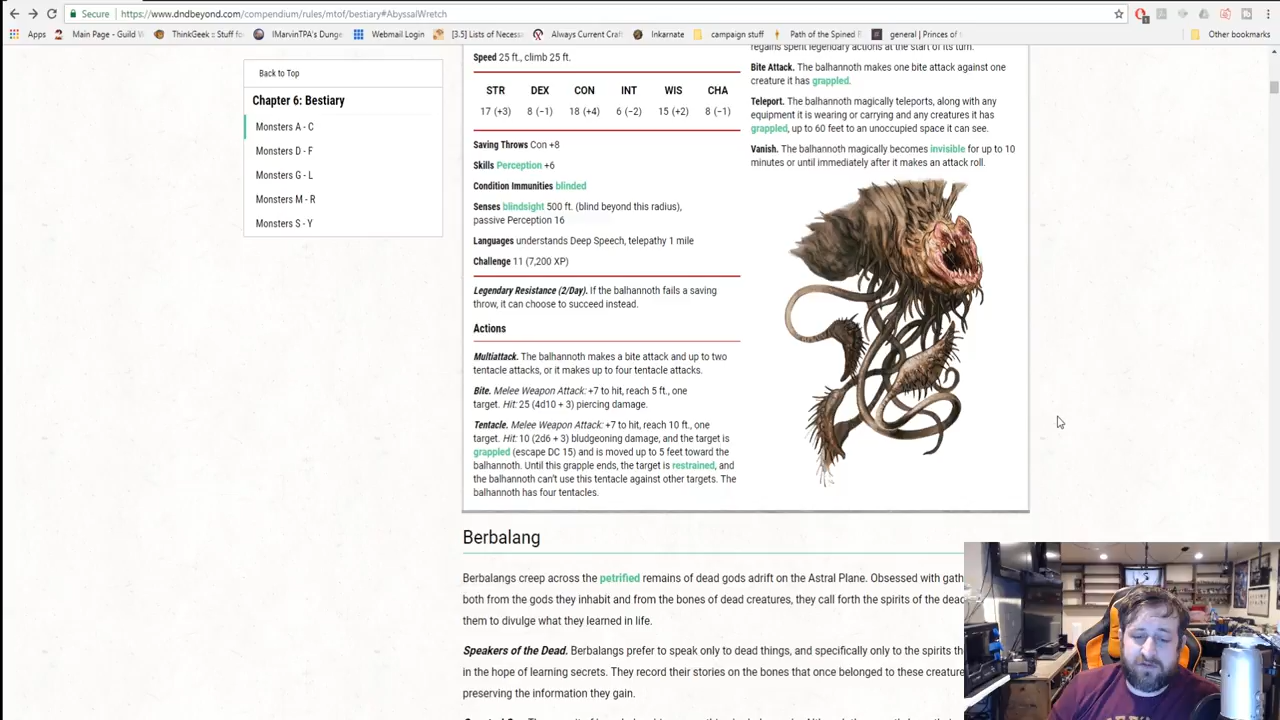 Secure
https://www.dndbeyond.com/compendium/rules/mtof/bestiary#AbyssalWretch
Apps
Main Page - Guild W
ThinkGeek :: Stuff fo
IMarvinTPA's Dunge
Webmail Login
[3.5] Lists of Necess
Always Current Craf
Inkarnate
campaign stuff
Path of the Spined B
general | Princes of
Other bookmarks
Back to Top
Chapter 6: Bestiary
Monsters A - C
Monsters D - F
Monsters G - L
Monsters M - R
Monsters S - Y
Speed 25 ft., climb 25 ft.
STR DEX CON INT WIS CHA
17 (+3) 8 (−1) 18 (+4) 6 (−2) 15 (+2) 8 (−1)
Saving Throws Con +8
Skills Perception +6
Condition Immunities blinded
Senses blindsight 500 ft. (blind beyond this radius),
passive Perception 16
Languages understands Deep Speech, telepathy 1 mile
Challenge 11 (7,200 XP)
Legendary Resistance (2/Day). If the balhannoth fails a saving
throw, it can choose to succeed instead.
Actions
Multiattack. The balhannoth makes a bite attack and up to two
tentacle attacks, or it makes up to four tentacle attacks.
Bite. Melee Weapon Attack: +7 to hit, reach 5 ft., one
target. Hit: 25 (4d10 + 3) piercing damage.
Tentacle. Melee Weapon Attack: +7 to hit, reach 10 ft., one
target. Hit: 10 (2d6 + 3) bludgeoning damage, and the target is
grappled (escape DC 15) and is moved up to 5 feet toward the
balhannoth. Until this grapple ends, the target is restrained, and
the balhannoth can't use this tentacle against other targets. The
balhannoth has four tentacles.
regains spent legendary actions at the start of its turn.
Bite Attack. The balhannoth makes one bite attack against one
creature it has grappled.
Teleport. The balhannoth magically teleports, along with any
equipment it is wearing or carrying and any creatures it has
grappled, up to 60 feet to an unoccupied space it can see.
Vanish. The balhannoth magically becomes invisible for up to 10
minutes or until immediately after it makes an attack roll.
Berbalang
Berbalangs creep across the petrified remains of dead gods adrift on the Astral Plane. Obsessed with gath
both from the gods they inhabit and from the bones of dead creatures, they call forth the spirits of the dead
them to divulge what they learned in life.
Speakers of the Dead. Berbalangs prefer to speak only to dead things, and specifically only to the spirits th
in the hope of learning secrets. They record their stories on the bones that once belonged to these creature
preserving the information they gain.